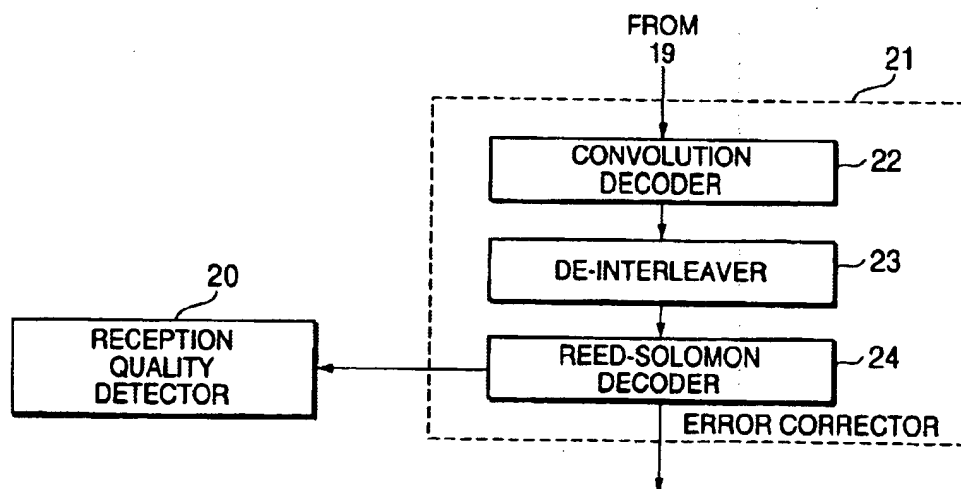 FROM
19
21
CONVOLUTION
DECODER
22
DE-INTERLEAVER
23
20
RECEPTION
QUALITY
DETECTOR
REED-SOLOMON
DECODER
24
ERROR CORRECTOR